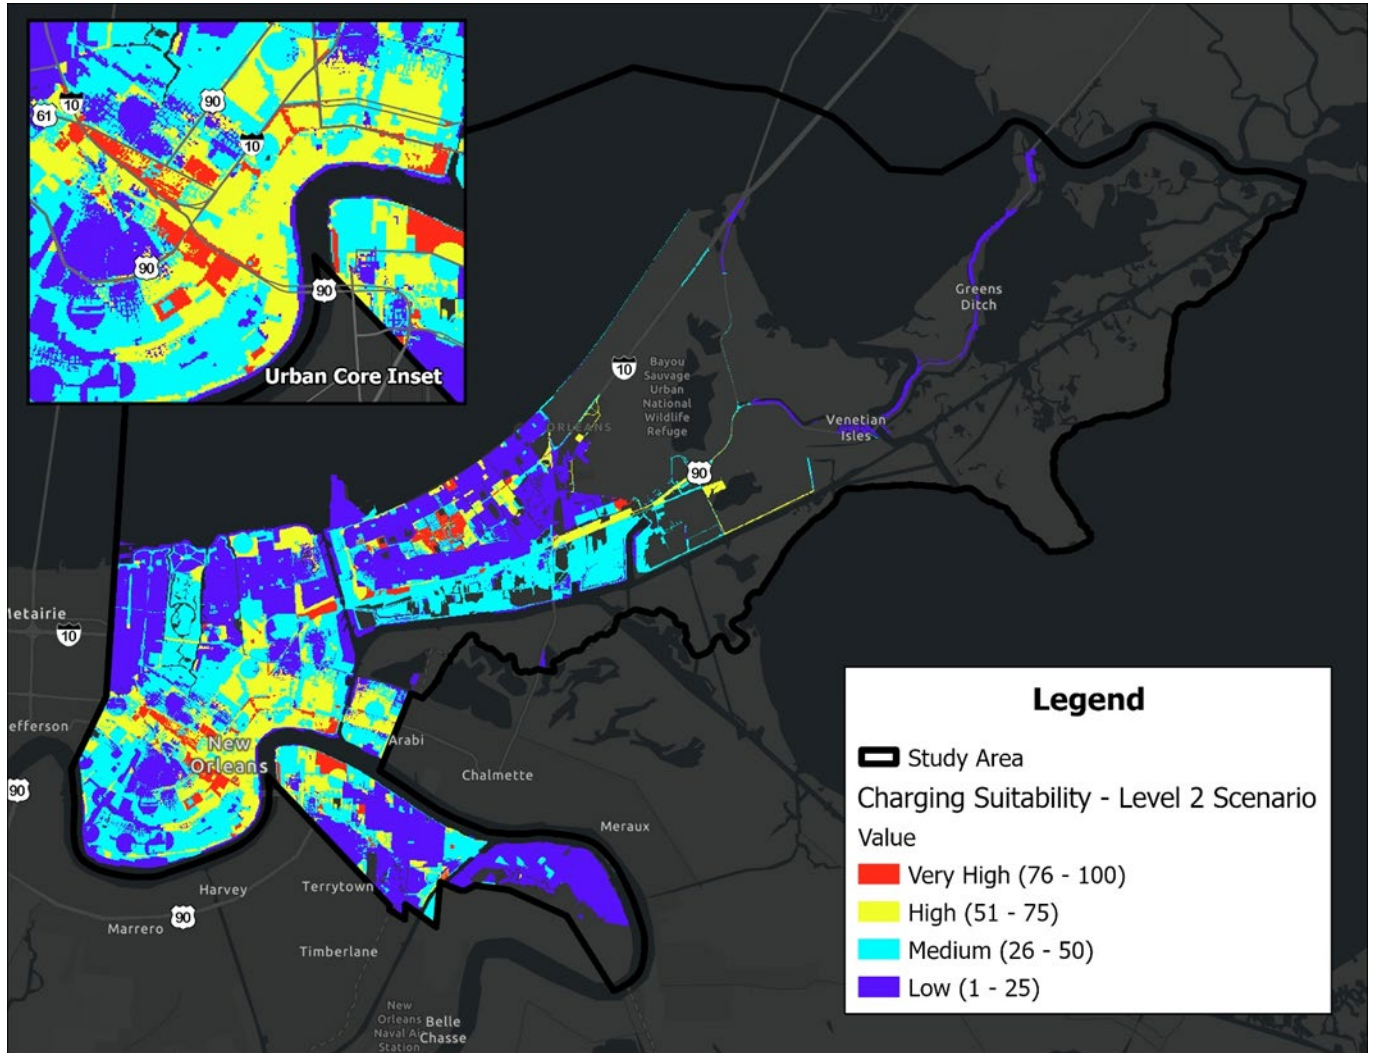 10
90
61
10
90
90
Urban Core Inset
Greens
Ditch
10
Bayou
Sauvage
Urban
National
Wildlife
Refuge
ORLEANS
Venetian
Isles
90
Metairie
10
efferson
New
Orleans
Arabi
90
Chalmette
Meraux
Harvey
Terrytown
90
Marrero
Timberlane
New
Orleans
Naval Air
Station
Belle
Chasse
Legend
Study Area
Charging Suitability - Level 2 Scenario
Value
Very High (76 - 100)
High (51 - 75)
Medium (26 - 50)
Low (1 - 25)